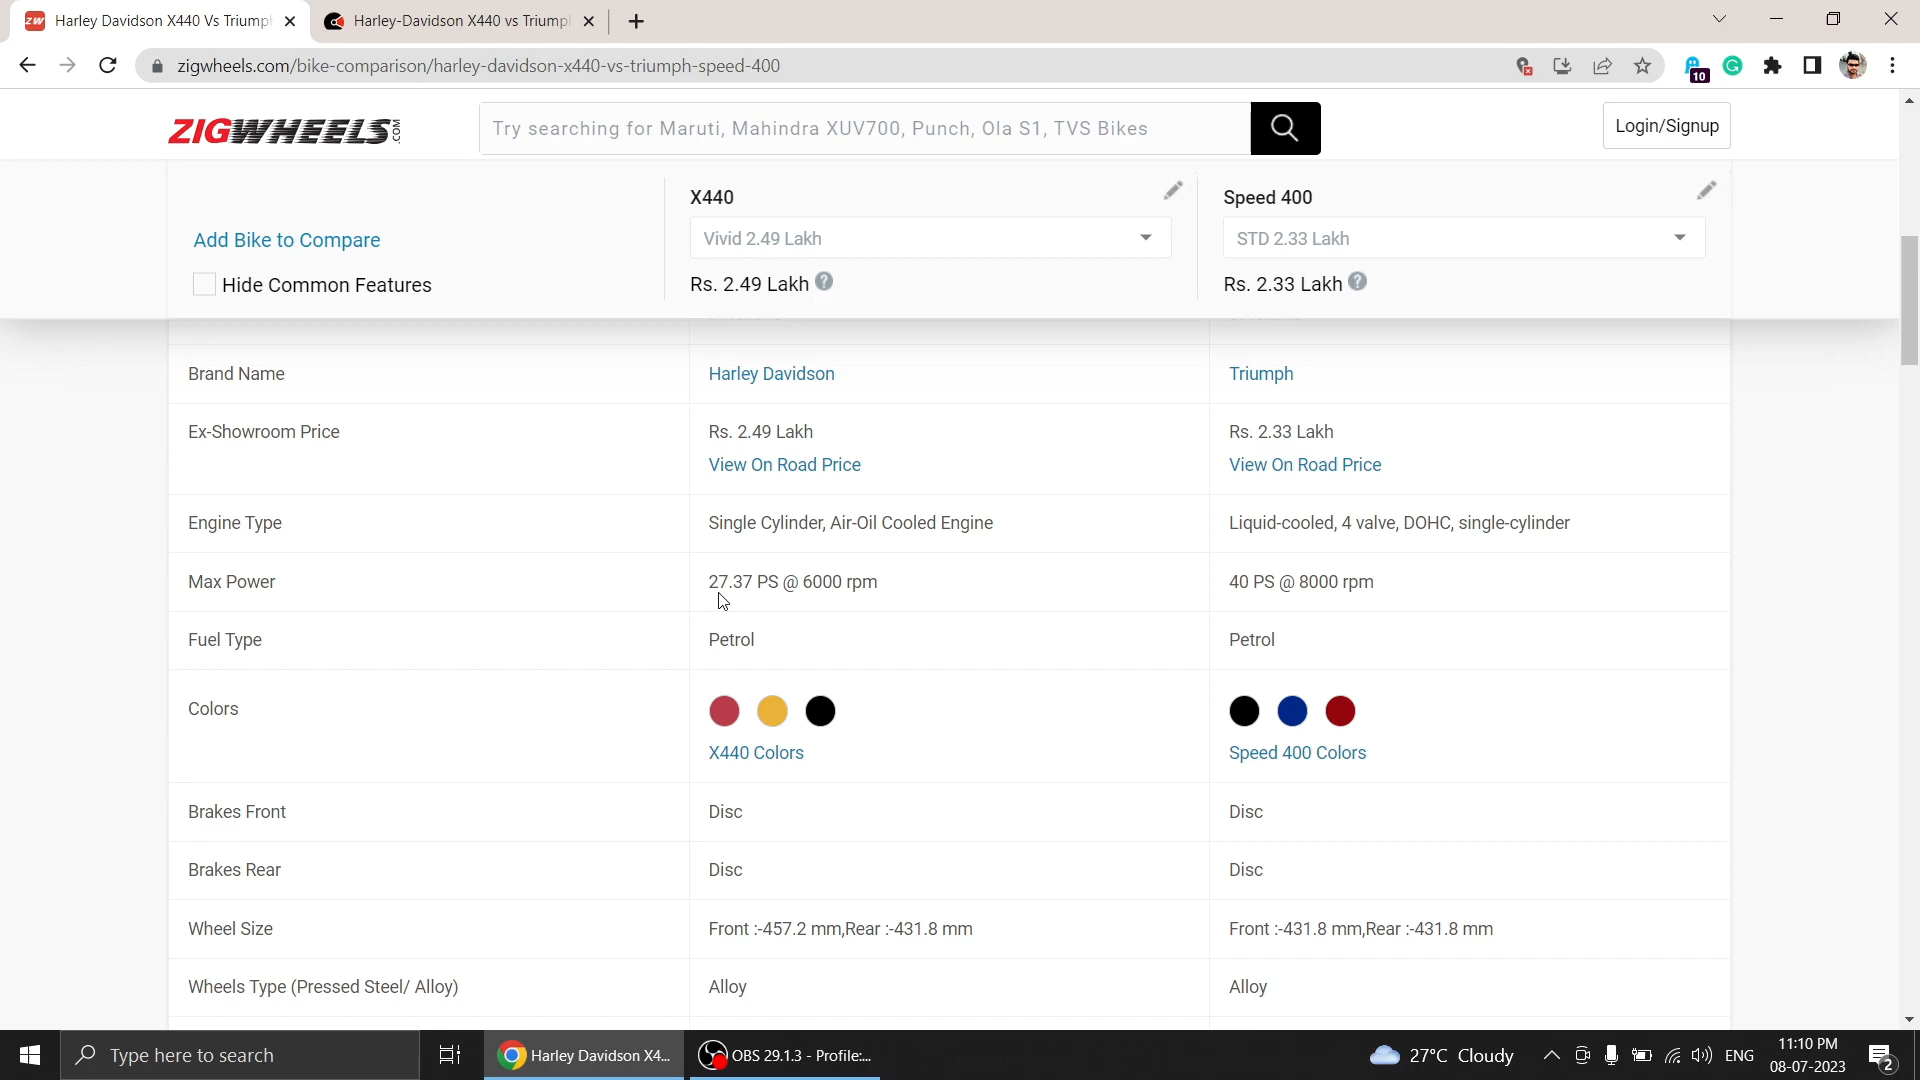 Harley Davidson X440 Vs Triump
Harley-Davidson X440 vs Triump
zigwheels.com/bike-comparison/harley-davidson-x440-vs-triumph-speed-400
10
ZIGWHEELS.COM
Try searching for Maruti, Mahindra XUV700, Punch, Ola S1, TVS Bikes
Login/Signup
X440
Speed 400
Add Bike to Compare
Vivid 2.49 Lakh
STD 2.33 Lakh
Hide Common Features
Rs. 2.49 Lakh ?
Rs. 2.33 Lakh ?
Brand Name
Harley Davidson
Triumph
Ex-Showroom Price
Rs. 2.49 Lakh
Rs. 2.33 Lakh
View On Road Price
View On Road Price
Engine Type
Single Cylinder, Air-Oil Cooled Engine
Liquid-cooled, 4 valve, DOHC, single-cylinder
Max Power
27.37 PS @ 6000 rpm
40 PS @ 8000 rpm
Fuel Type
Petrol
Petrol
Colors
X440 Colors
Speed 400 Colors
Brakes Front
Disc
Disc
Brakes Rear
Disc
Disc
Wheel Size
Front :-457.2 mm,Rear :-431.8 mm
Front :-431.8 mm,Rear :-431.8 mm
Wheels Type (Pressed Steel/ Alloy)
Alloy
Alloy
Type here to search
Harley Davidson X4...
OBS 29.1.3 - Profile:...
27°C Cloudy
ENG
11:10 PM
08-07-2023
2